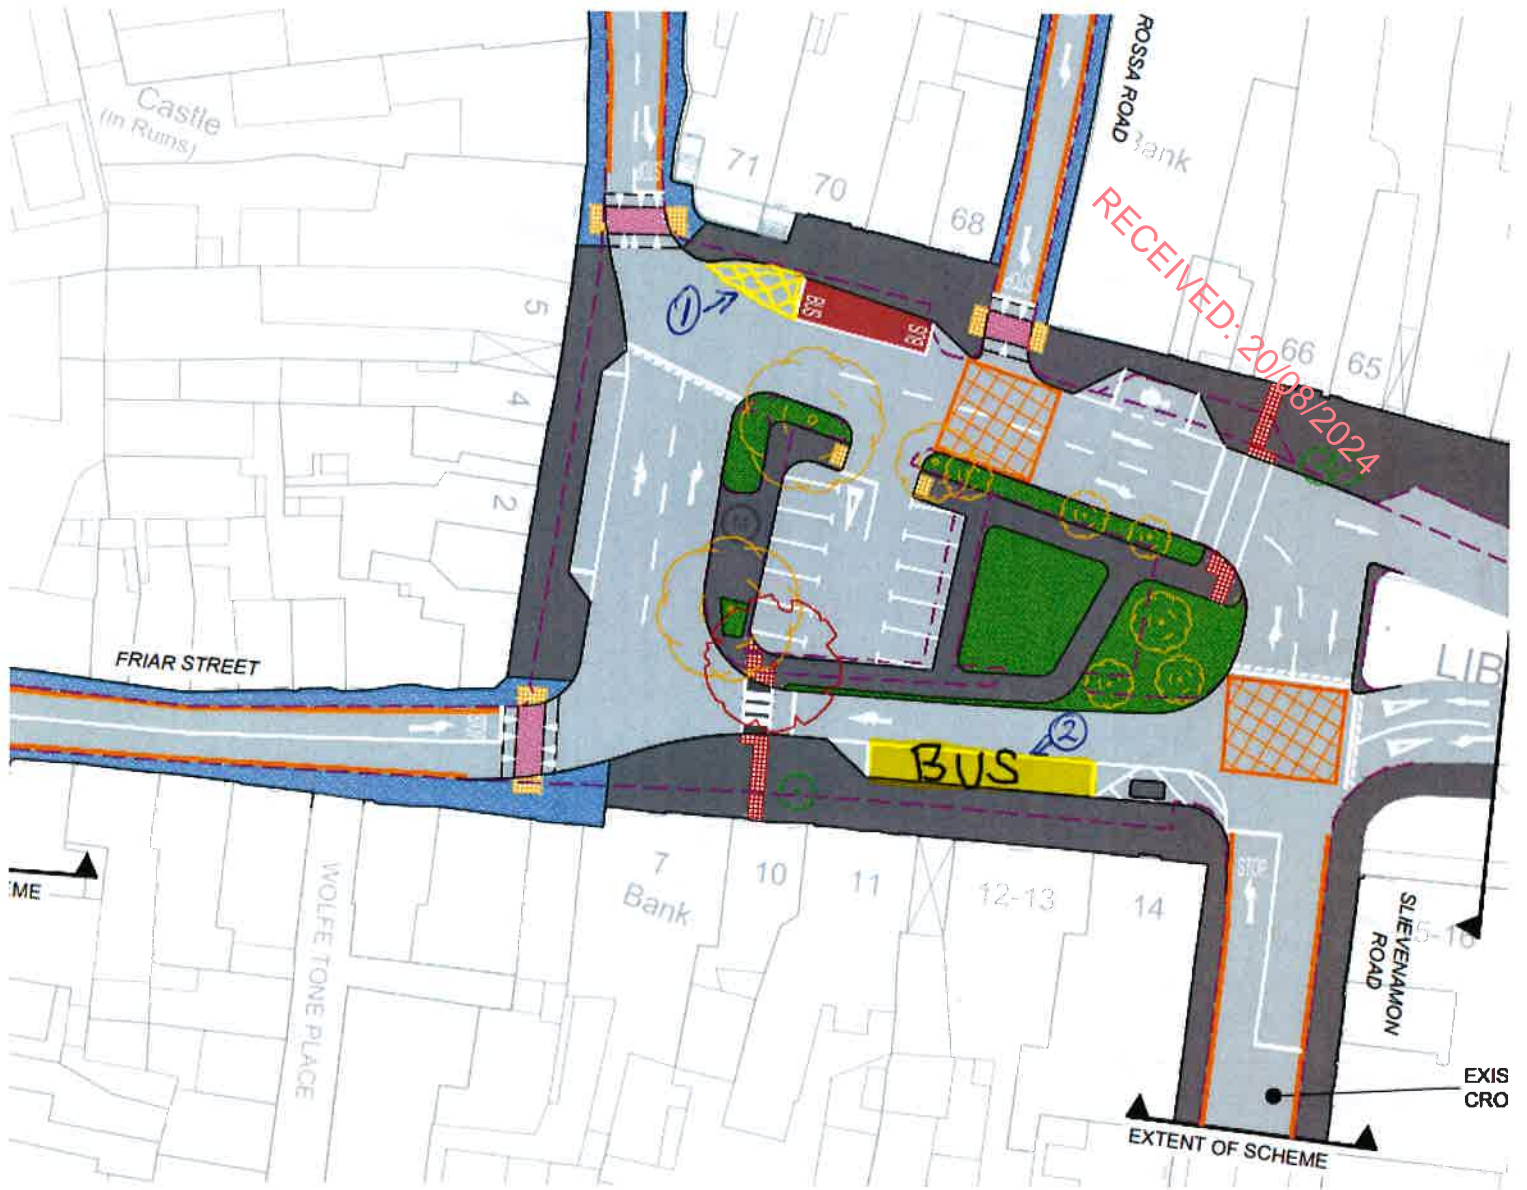 ROSSA ROAD
Castle
(in Ruins)
71
70
68
Bank
RECEIVED: 20/08/2024
66
65
STOP
5
1
BUS
STOP
4
2
FRIAR STREET
STOP
LIB
2
BUS
7
Bank
10
11
12-13
14
STOP
SLIEVENAMON
ROAD
5-16
WOLFE TONE PLACE
EME
EXIS
CRO
EXTENT OF SCHEME